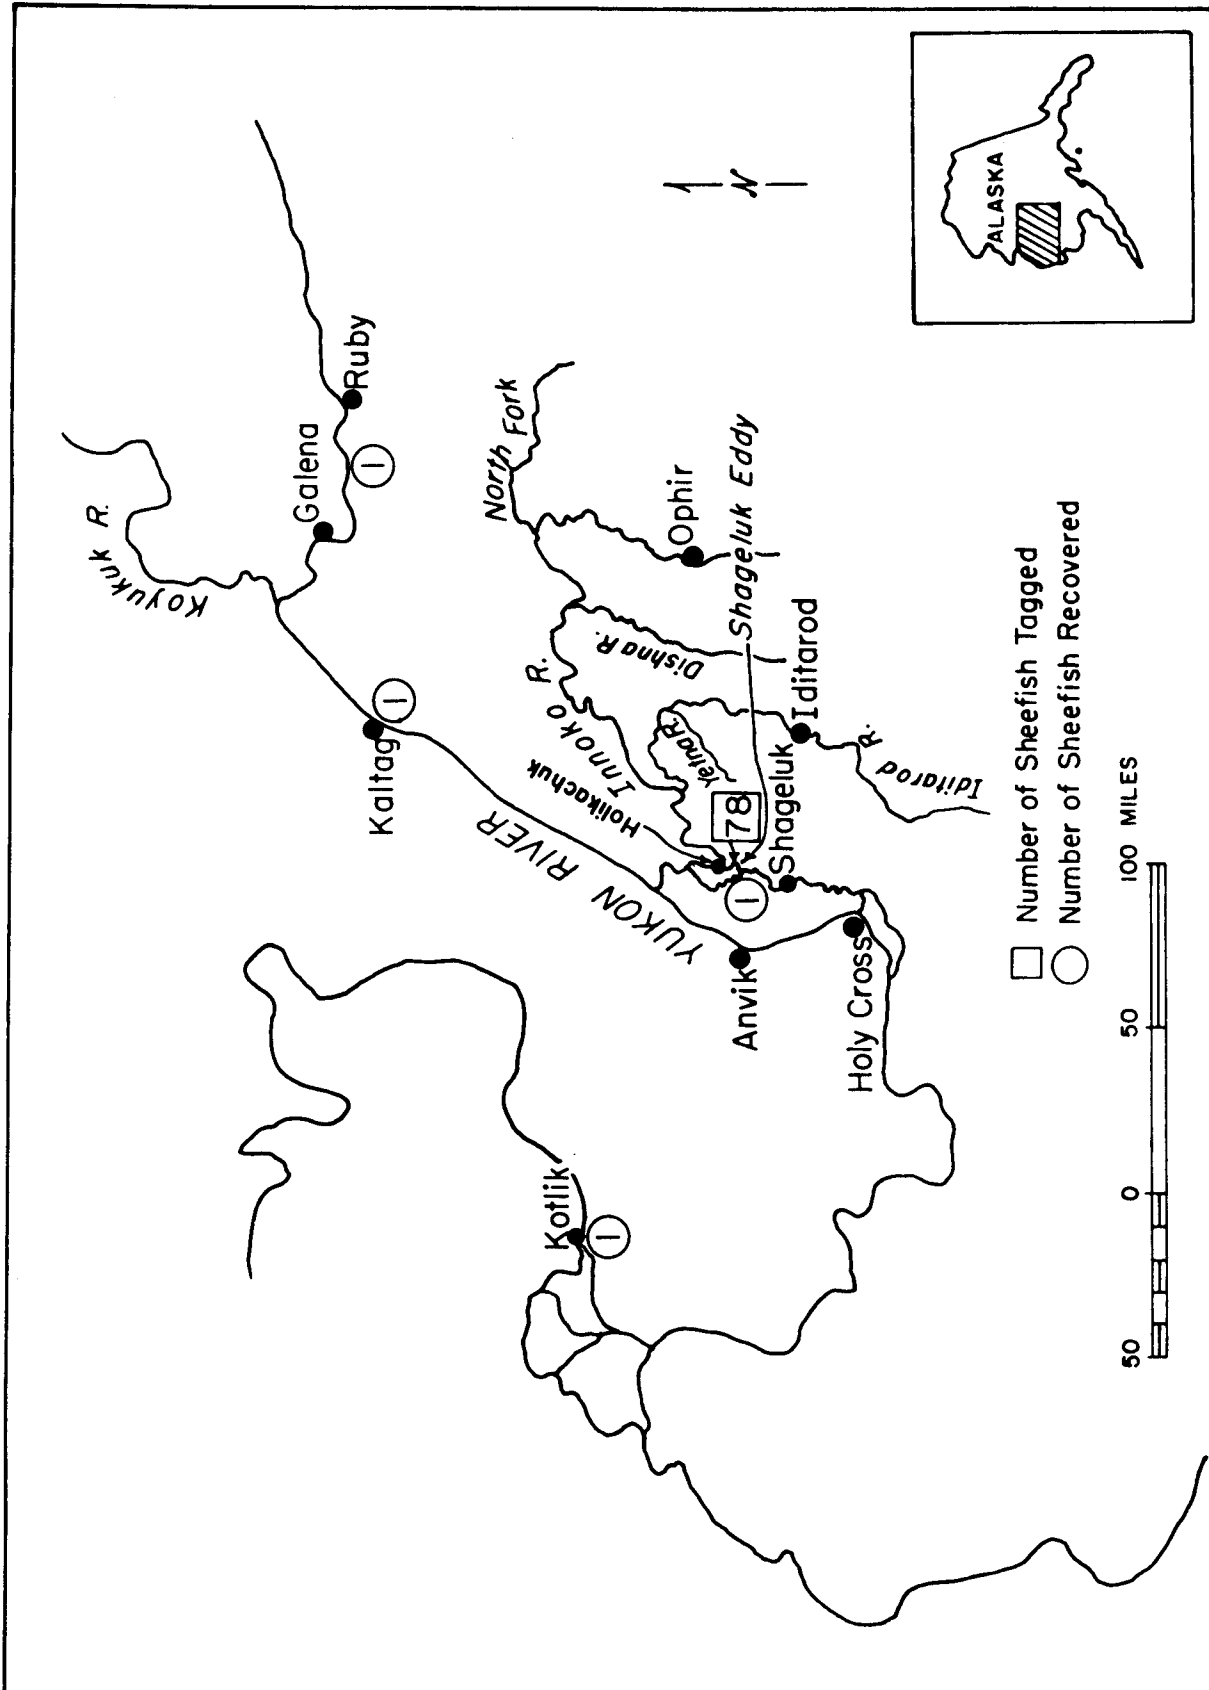 Koyukuk R.
Galena
Ruby
1
Kaltag
1
YUKON RIVER
North Fork
Ophir
Innoko R.
Dishna R.
Shageluk Eddy
Holikachuk
Yetna R.
78
1
Shageluk
Iditarod
Iditarod R.
Anvik
Holy Cross
Kotlik
1
N
ALASKA
Number of Sheefish Tagged
Number of Sheefish Recovered
50 0 50 100 MILES